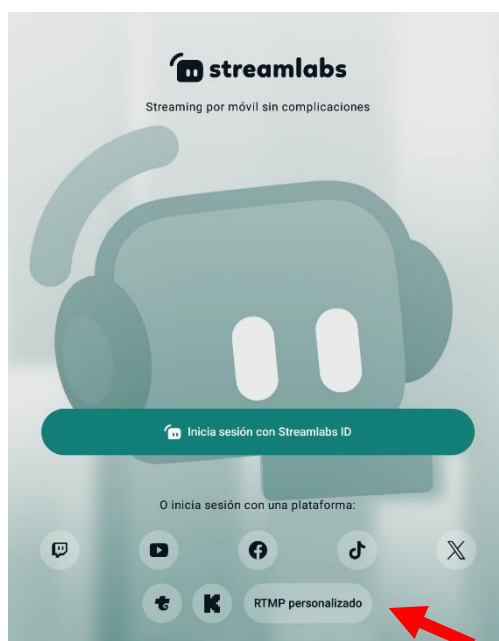 streamlabs
Streaming por móvil sin complicaciones
Inicia sesión con Streamlabs ID
O inicia sesión con una plataforma:
RTMP personalizado